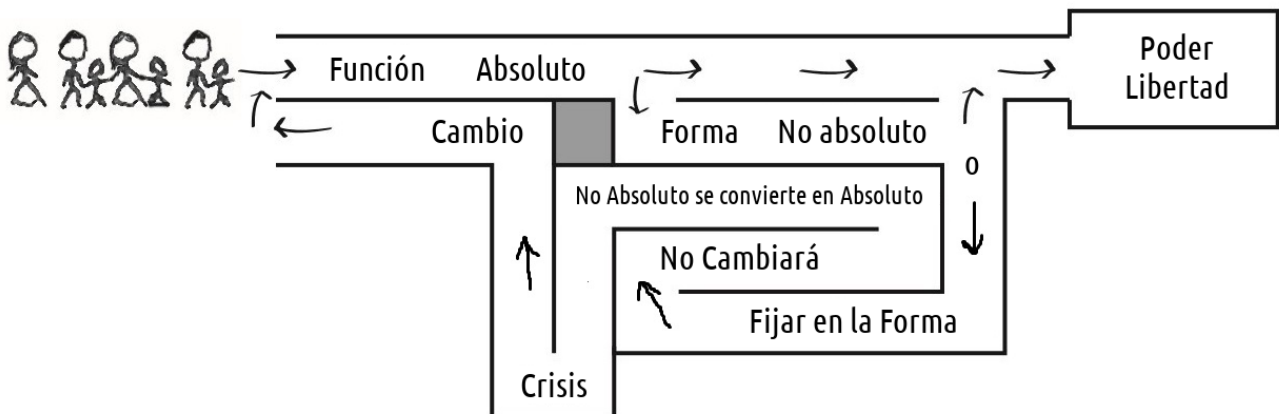 Función Absoluto
Poder
Libertad
Cambio
Forma No absoluto
o
No Absoluto se convierte en Absoluto
No Cambiará
Fijar en la Forma
Crisis